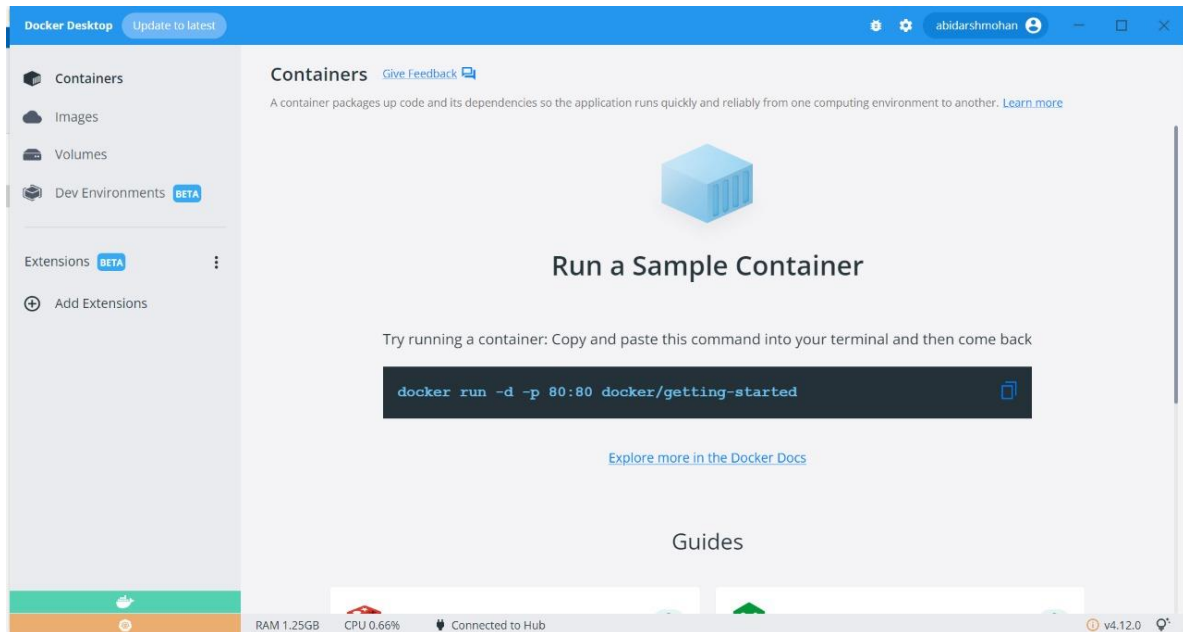 Docker Desktop Update to latest abidarshmohan
Containers
Images
Volumes
Dev Environments BETA
Extensions BETA
Add Extensions
Containers Give Feedback
A container packages up code and its dependencies so the application runs quickly and reliably from one computing environment to another. Learn more
Run a Sample Container
Try running a container: Copy and paste this command into your terminal and then come back
docker run -d -p 80:80 docker/getting-started
Explore more in the Docker Docs
Guides
RAM 1.25GB CPU 0.66% Connected to Hub v4.12.0